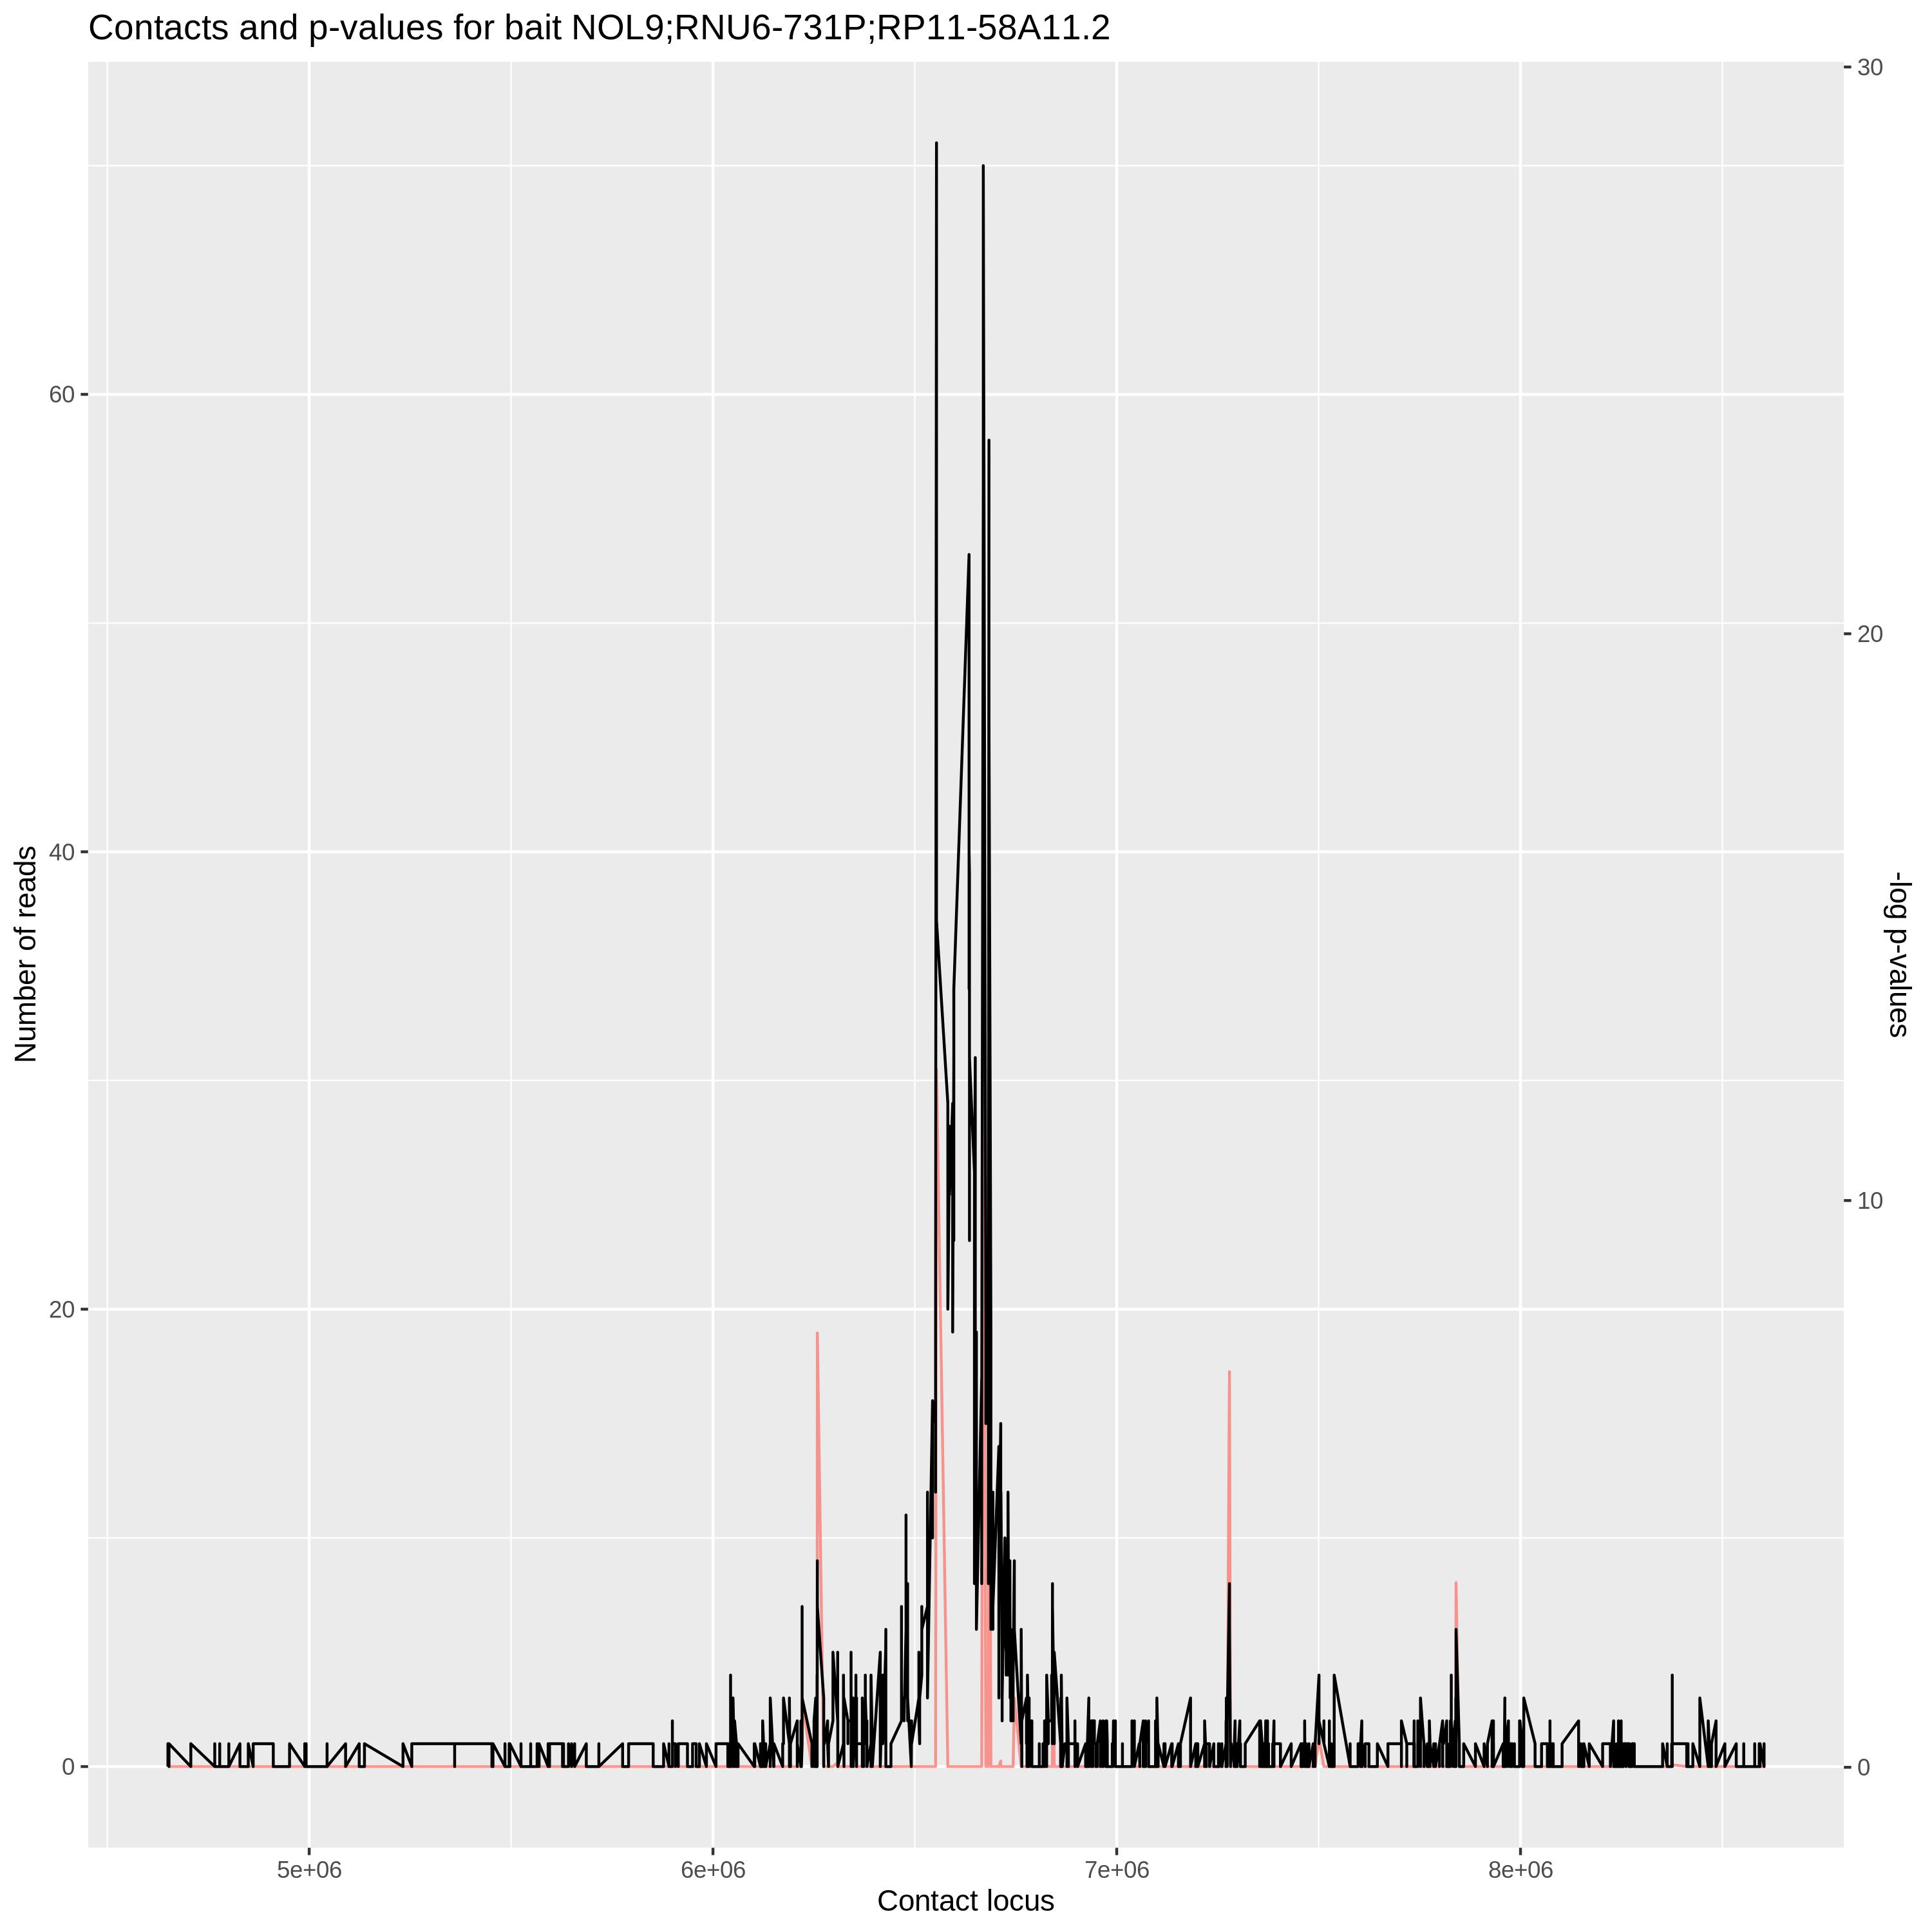 Contacts and p-values for bait NOL9;RNU6-731P;RP11-58A11.2
30
60
20
40
10
20
0
0
Number of reads
-log p-values
5e+06
6e+06
7e+06
8e+06
Contact locus